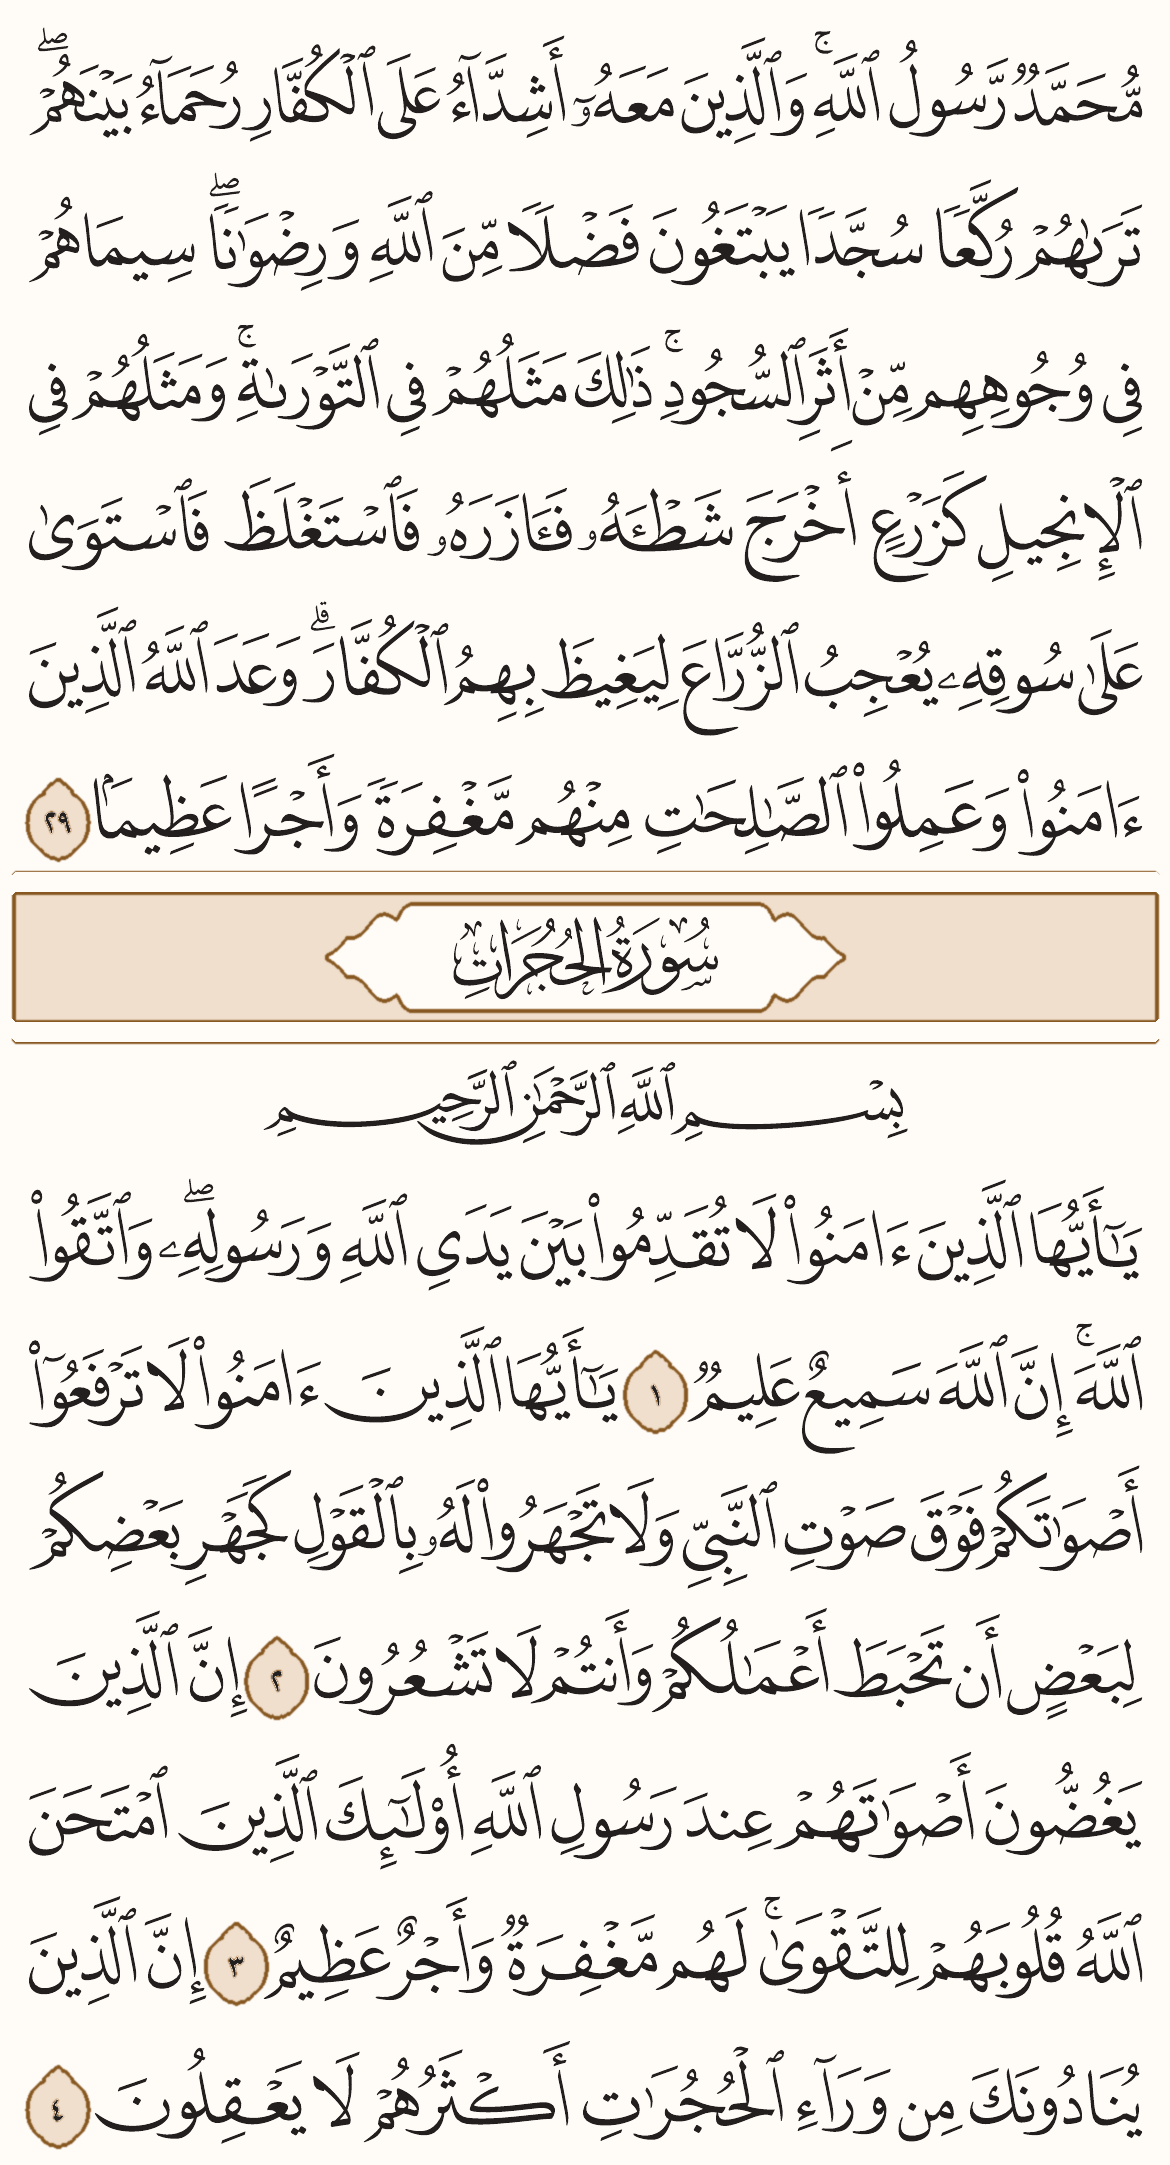 مُّحَمَّدٌ رَّسُولُ ٱللَّهِۚ وَٱلَّذِينَ مَعَهُۥٓ أَشِدَّآءُ عَلَى ٱلْكُفَّارِ رُحَمَآءُ بَيْنَهُمْۖ
تَرَىٰهُمْ رُكَّعًا سُجَّدًا يَبْتَغُونَ فَضْلًا مِّنَ ٱللَّهِ وَرِضْوَٰنًاۖ سِيمَاهُمْ
فِى وُجُوهِهِم مِّنْ أَثَرِ ٱلسُّجُودِۚ ذَٰلِكَ مَثَلُهُمْ فِى ٱلتَّوْرَىٰةِۚ وَمَثَلُهُمْ فِى
ٱلْإِنجِيلِ كَزَرْعٍ أَخْرَجَ شَطْـَٔهُۥ فَـَٔازَرَهُۥ فَٱسْتَغْلَظَ فَٱسْتَوَىٰ
عَلَىٰ سُوقِهِۦ يُعْجِبُ ٱلزُّرَّاعَ لِيَغِيظَ بِهِمُ ٱلْكُفَّارَۗ وَعَدَ ٱللَّهُ ٱلَّذِينَ
ءَامَنُوا۟ وَعَمِلُوا۟ ٱلصَّٰلِحَٰتِ مِنْهُم مَّغْفِرَةً وَأَجْرًا عَظِيمًۢا ٢٩
سُورَةُ الحُجُرَاتِ
بِسْمِ ٱللَّهِ ٱلرَّحْمَٰنِ ٱلرَّحِيمِ
يَٰٓأَيُّهَا ٱلَّذِينَ ءَامَنُوا۟ لَا تُقَدِّمُوا۟ بَيْنَ يَدَىِ ٱللَّهِ وَرَسُولِهِۦۖ وَٱتَّقُوا۟
ٱللَّهَۚ إِنَّ ٱللَّهَ سَمِيعٌ عَلِيمٌ ١ يَٰٓأَيُّهَا ٱلَّذِينَ ءَامَنُوا۟ لَا تَرْفَعُوٓا۟
أَصْوَٰتَكُمْ فَوْقَ صَوْتِ ٱلنَّبِىِّ وَلَا تَجْهَرُوا۟ لَهُۥ بِٱلْقَوْلِ كَجَهْرِ بَعْضِكُمْ
لِبَعْضٍ أَن تَحْبَطَ أَعْمَٰلُكُمْ وَأَنتُمْ لَا تَشْعُرُونَ ٢ إِنَّ ٱلَّذِينَ
يَغُضُّونَ أَصْوَٰتَهُمْ عِندَ رَسُولِ ٱللَّهِ أُو۟لَٰٓئِكَ ٱلَّذِينَ ٱمْتَحَنَ
ٱللَّهُ قُلُوبَهُمْ لِلتَّقْوَىٰۚ لَهُم مَّغْفِرَةٌ وَأَجْرٌ عَظِيمٌ ٣ إِنَّ ٱلَّذِينَ
يُنَادُونَكَ مِن وَرَآءِ ٱلْحُجُرَٰتِ أَكْثَرُهُمْ لَا يَعْقِلُونَ ٤